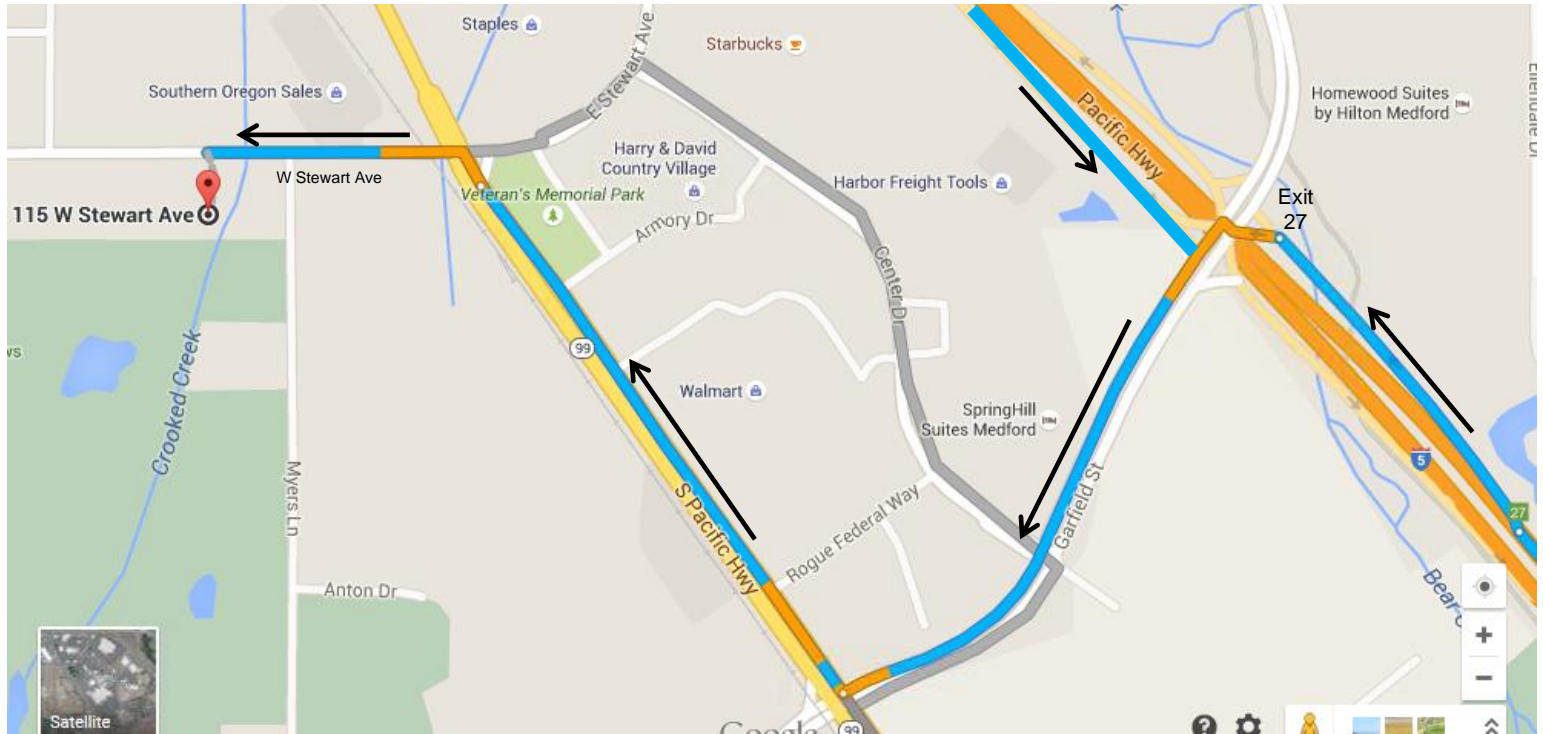 Staples
E Stewart Ave
Starbucks
Southern Oregon Sales
Pacific Hwy
Homewood Suites
by Hilton Medford
Harry & David
Country Village
W Stewart Ave
Veteran's Memorial Park
Harbor Freight Tools
Exit
27
115 W Stewart Ave
Armory Dr
Center Dr
99
Crooked Creek
Walmart
SpringHill
Suites Medford
5
Myers Ln
S Pacific Hwy
Rogue Federal Way
Garfield St
27
Anton Dr
Bear
+
−
Satellite
Google
99
?